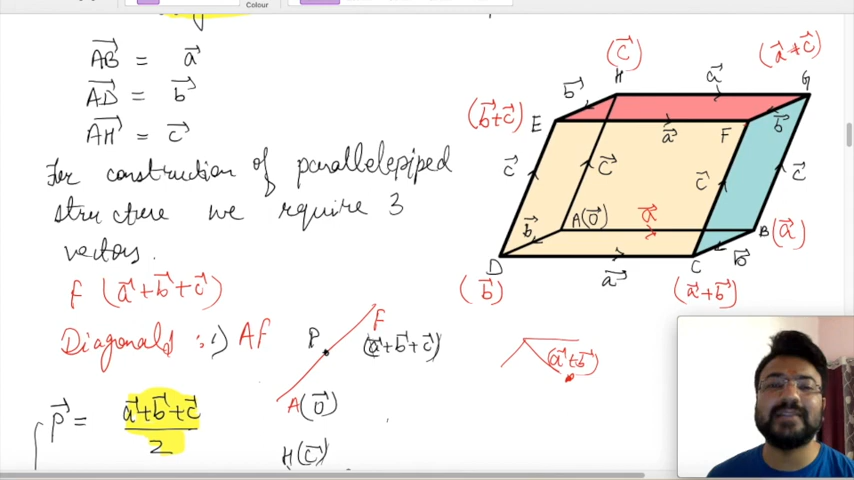 Colour
AB = a⃗
AD = b⃗
AH = c⃗
For construction of parallelepiped
structure we require 3
vectors.
F (a⃗+b⃗+c⃗)
Diagonals :- 1) AF
P⃗ = a⃗+b⃗+c⃗
2
P
F
(a⃗+b⃗+c⃗)
A(0⃗)
H(c⃗)
(a⃗+b⃗)
(c⃗)
(a⃗+c⃗)
H
a⃗
G
b⃗
(b⃗+c⃗)
E
a⃗
F
b⃗
c⃗
c⃗
c⃗
c⃗
A(0⃗)
a⃗
b⃗
B(a⃗)
D
a⃗
C
b⃗
(b⃗)
(a⃗+b⃗)